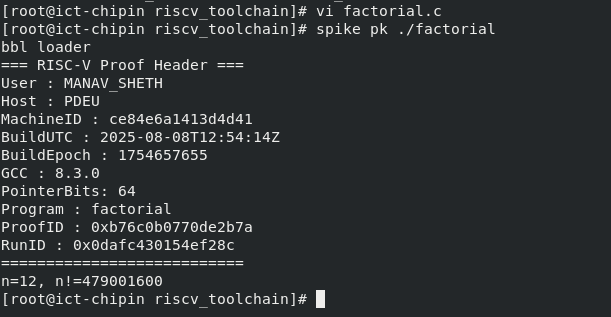 [root@ict-chipin riscv_toolchain]# vi factorial.c
[root@ict-chipin riscv_toolchain]# spike pk ./factorial
bbl loader
=== RISC-V Proof Header ===
User : MANAV_SHETH
Host : PDEU
MachineID : ce84e6a1413d4d41
BuildUTC : 2025-08-08T12:54:14Z
BuildEpoch : 1754657655
GCC : 8.3.0
PointerBits: 64
Program : factorial
ProofID : 0xb76c0b0770de2b7a
RunID : 0x0dafc430154ef28c
===========================
n=12, n!=479001600
[root@ict-chipin riscv_toolchain]#